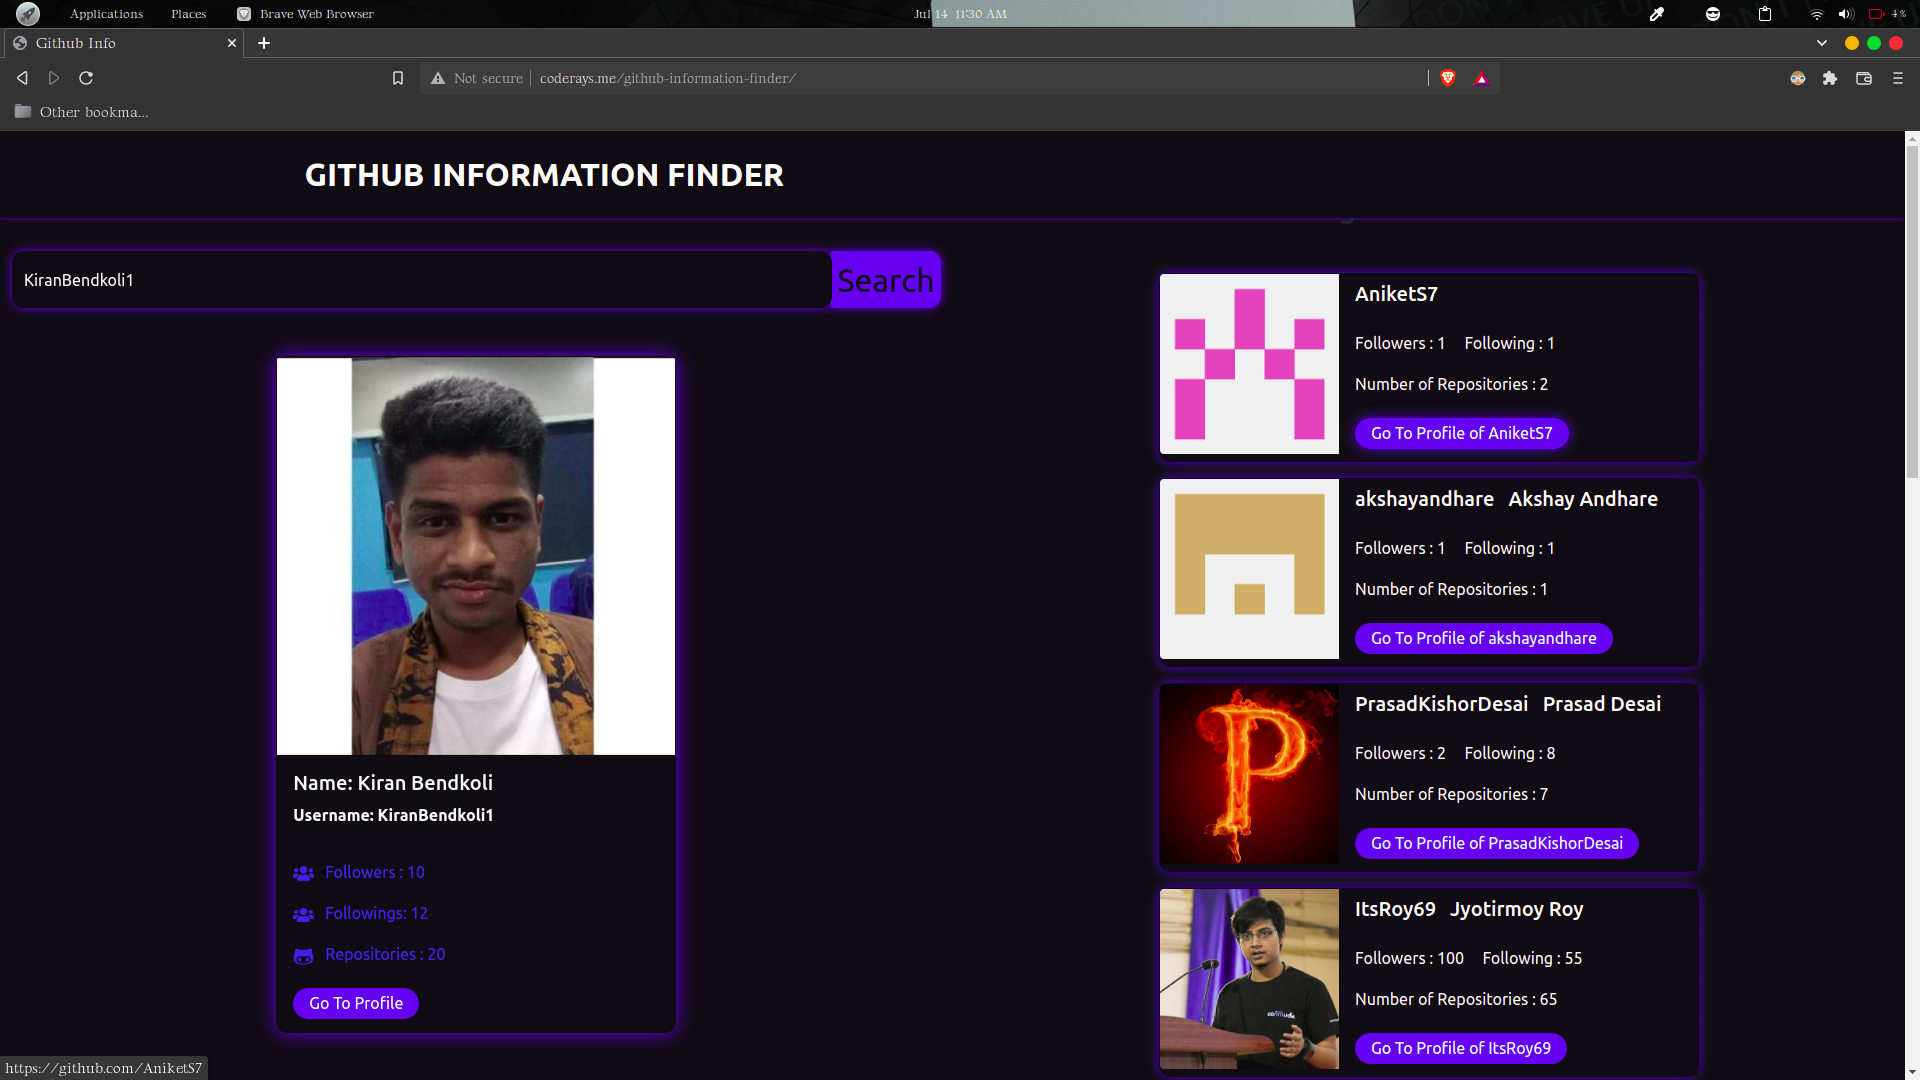 Applications Places Brave Web Browser Jul 14 11:30 AM 4%
Github Info
Not secure coderays.me/github-information-finder/
Other bookma...
GITHUB INFORMATION FINDER
KiranBendkoli1
Search
Name: Kiran Bendkoli
Username: KiranBendkoli1
Followers : 10
Followings: 12
Repositories : 20
Go To Profile
AniketS7
Followers : 1 Following : 1
Number of Repositories : 2
Go To Profile of AniketS7
akshayandhare Akshay Andhare
Followers : 1 Following : 1
Number of Repositories : 1
Go To Profile of akshayandhare
PrasadKishorDesai Prasad Desai
Followers : 2 Following : 8
Number of Repositories : 7
Go To Profile of PrasadKishorDesai
ItsRoy69 Jyotirmoy Roy
Followers : 100 Following : 55
Number of Repositories : 65
Go To Profile of ItsRoy69
https://github.com/AniketS7